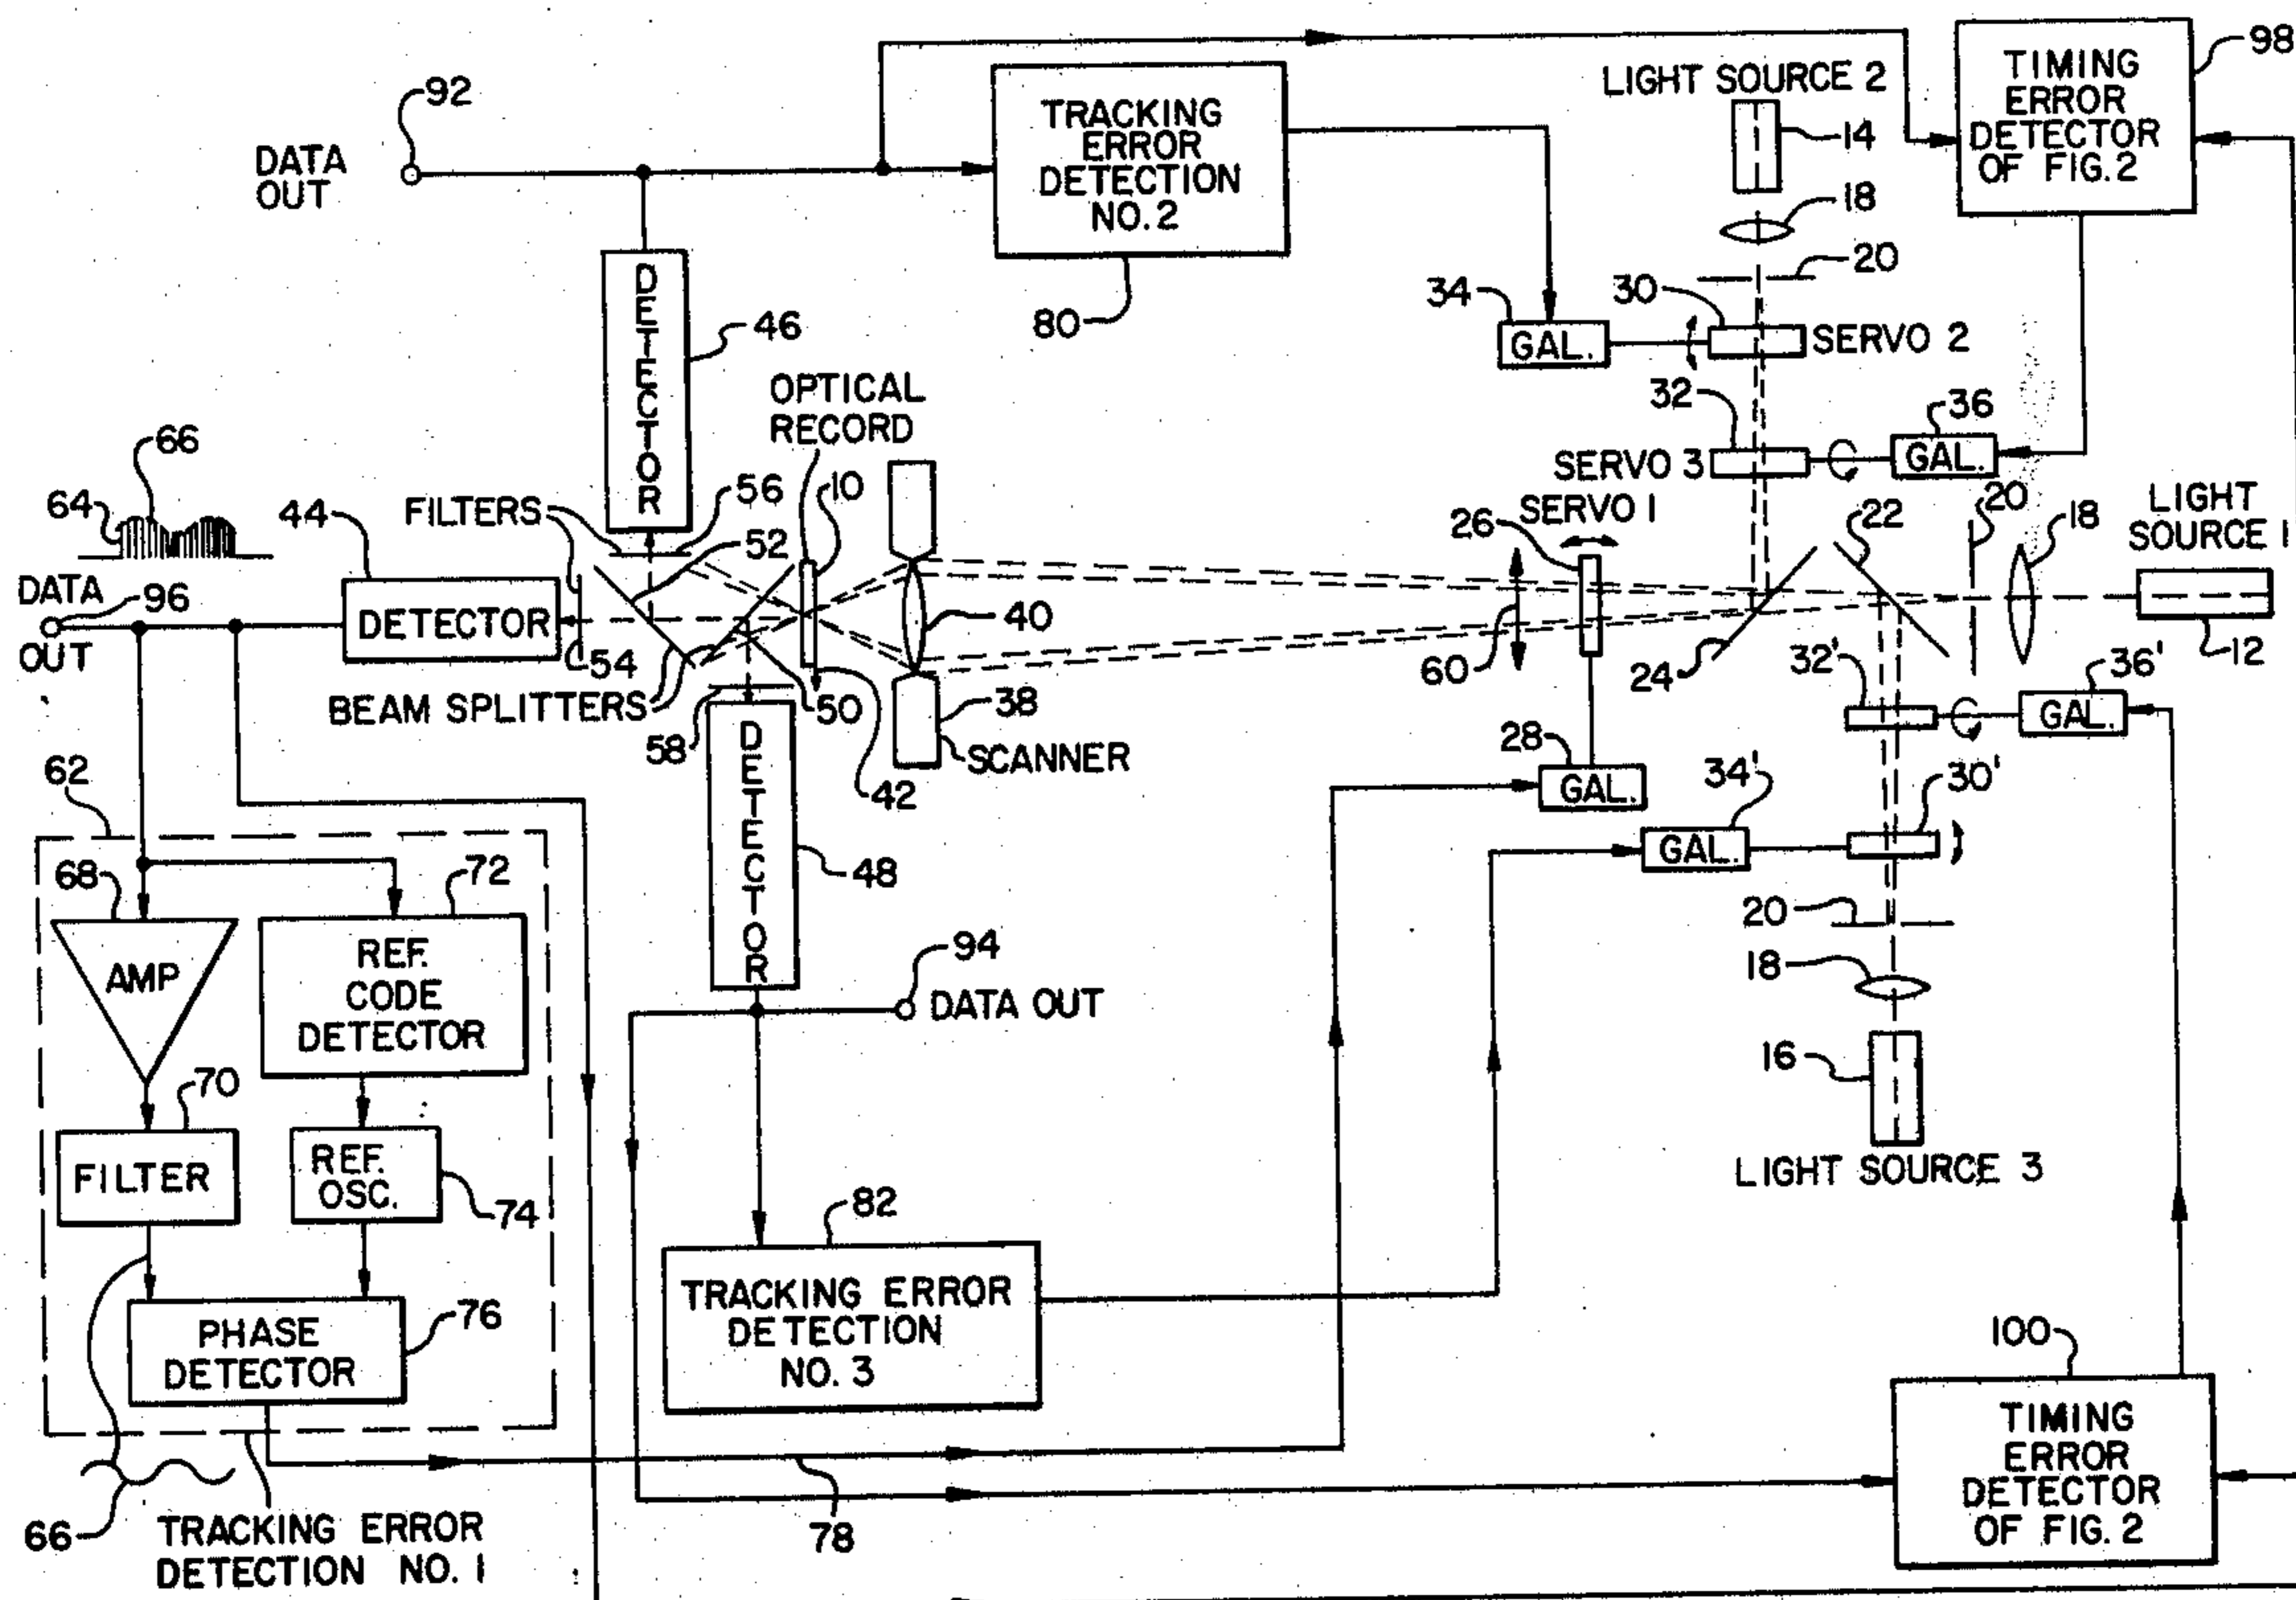 98
TIMING
ERROR
DETECTOR
OF FIG. 2
LIGHT SOURCE 2
14
18
20
92
DATA
OUT
TRACKING
ERROR
DETECTION
NO. 2
80
34
GAL.
30
SERVO 2
32
SERVO 3
36
GAL.
DETECTOR
46
OPTICAL
RECORD
10
66
64
44
FILTERS
56
52
DATA
OUT
96
DETECTOR
54
BEAM SPLITTERS
50
58
42
40
38
SCANNER
SERVO 1
26
60
24
22
20
18
LIGHT
SOURCE 1
12
32'
36'
GAL.
28
GAL.
34'
GAL.
30'
20
18
16
LIGHT SOURCE 3
62
68
AMP
72
REF.
CODE
DETECTOR
70
FILTER
REF.
OSC.
74
PHASE
DETECTOR
76
66
TRACKING ERROR
DETECTION NO. 1
DETECTOR
48
94
DATA OUT
82
TRACKING ERROR
DETECTION
NO. 3
78
100
TIMING
ERROR
DETECTOR
OF FIG. 2